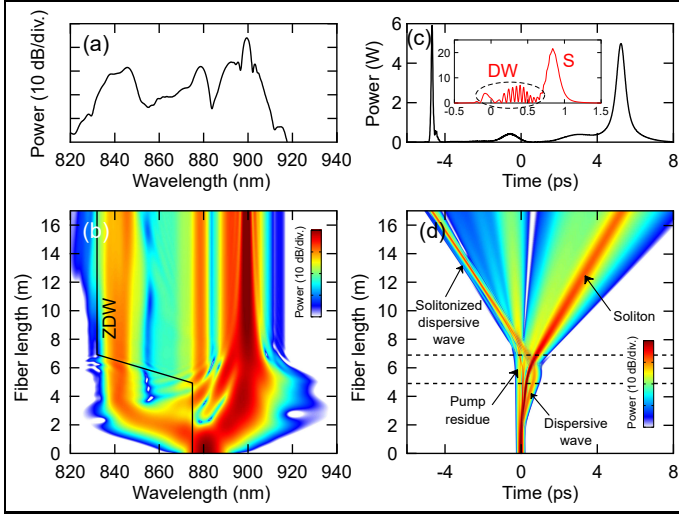 (a)
Power (10 dB/div.)
820 840 860 880 900 920 940
Wavelength (nm)
(c)
Power (W)
6
4
2
0
-4 0 4 8
Time (ps)
20
10
0
-0.5 0 0.5 1 1.5
DW
S
(b)
Fiber length (m)
16
14
12
10
8
6
4
2
0
820 840 860 880 900 920 940
Wavelength (nm)
ZDW
Power (10 dB/div.)
(d)
Fiber length (m)
16
14
12
10
8
6
4
2
0
-4 0 4 8
Time (ps)
Solitonized
dispersive
wave
Soliton
Pump
residue
Dispersive
wave
Power (10 dB/div.)